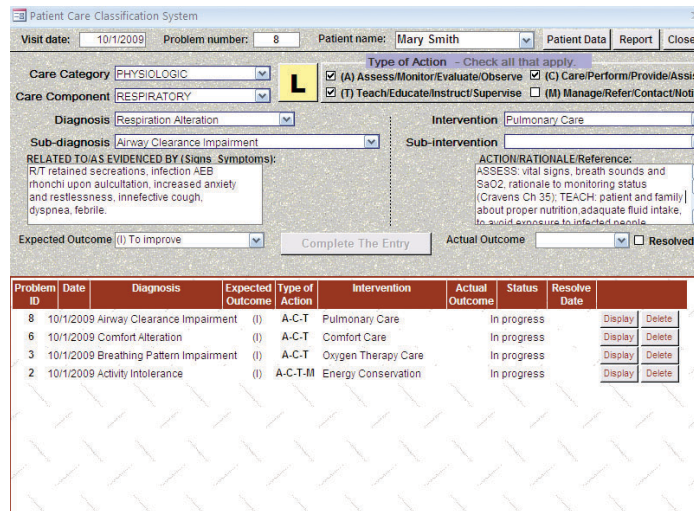 Patient Care Classification System
Visit date: 10/1/2009 Problem number: 8 Patient name: Mary Smith Patient Data Report Close
Type of Action - Check all that apply.
Care Category PHYSIOLOGIC L (A) Assess/Monitor/Evaluate/Observe (C) Care/Perform/Provide/Assis
Care Component RESPIRATORY (T) Teach/Educate/Instruct/Supervise (M) Manage/Refer/Contact/Noti
Diagnosis Respiration Alteration Intervention Pulmonary Care
Sub-diagnosis Airway Clearance Impairment Sub-intervention
RELATED TO/AS EVIDENCED BY (Signs Symptoms):
R/T retained secreations, infection AEB
rhonchi upon aulcultation, increased anxiety
and restlessness, innefective cough,
dyspnea, febrile.
ACTION/RATIONALE/Reference:
ASSESS: vital signs, breath sounds and
SaO2, rationale to monitoring status
(Cravens Ch 35); TEACH: patient and family
about proper nutrition,adaquate fluid intake,
to avoid exposure to infected people
Expected Outcome (I) To improve Complete The Entry Actual Outcome Resolved
Problem ID Date Diagnosis Expected Outcome Type of Action Intervention Actual Outcome Status Resolve Date
8 10/1/2009 Airway Clearance Impairment (I) A-C-T Pulmonary Care In progress Display Delete
6 10/1/2009 Comfort Alteration (I) A-C-T Comfort Care In progress Display Delete
3 10/1/2009 Breathing Pattern Impairment (I) A-C-T Oxygen Therapy Care In progress Display Delete
2 10/1/2009 Activity Intolerance (I) A-C-T-M Energy Conservation In progress Display Delete